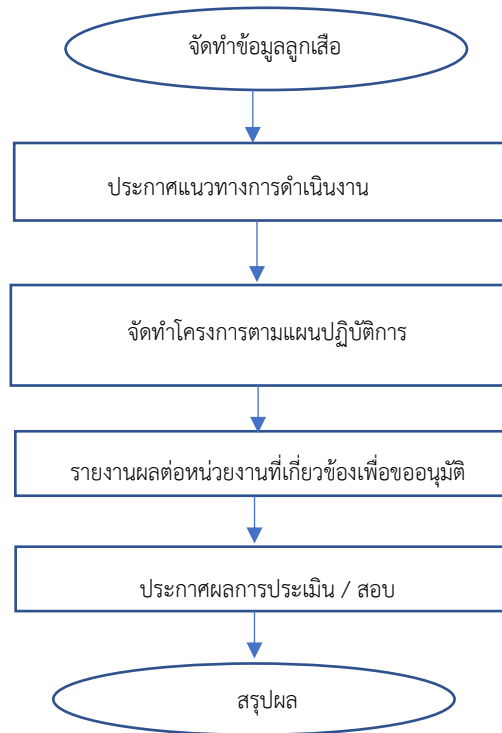 จัดทำข้อมูลลูกเสือ
ประกาศแนวทางการดำเนินงาน
จัดทำโครงการตามแผนปฏิบัติการ
รายงานผลต่อหน่วยงานที่เกี่ยวข้องเพื่อขออนุมัติ
ประกาศผลการประเมิน / สอบ
สรุปผล